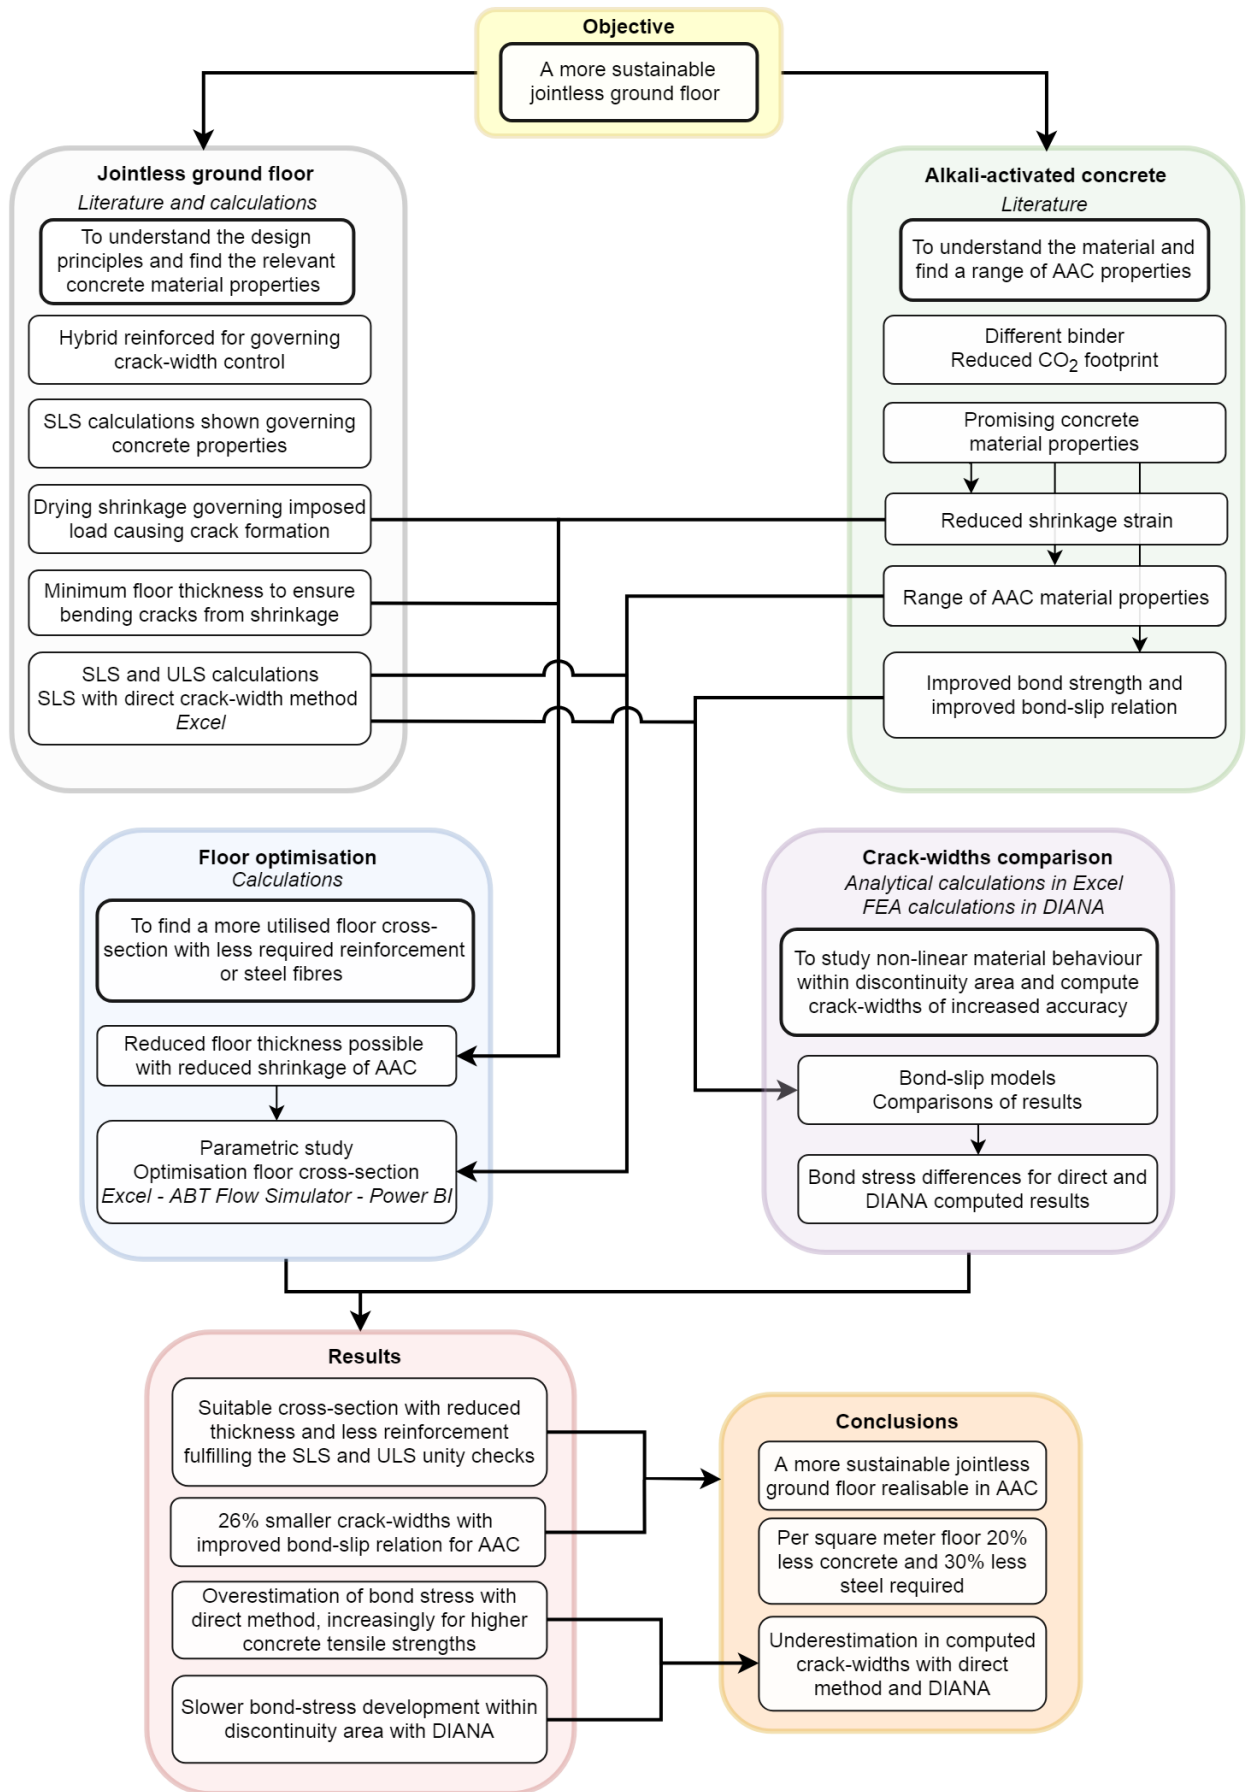 Objective
A more sustainable
jointless ground floor
Jointless ground floor
Literature and calculations
To understand the design
principles and find the relevant
concrete material properties
Hybrid reinforced for governing
crack-width control
SLS calculations shown governing
concrete properties
Drying shrinkage governing imposed
load causing crack formation
Minimum floor thickness to ensure
bending cracks from shrinkage
SLS and ULS calculations
SLS with direct crack-width method
Excel
Alkali-activated concrete
Literature
To understand the material and
find a range of AAC properties
Different binder
Reduced CO2 footprint
Promising concrete
material properties
Reduced shrinkage strain
Range of AAC material properties
Improved bond strength and
improved bond-slip relation
Floor optimisation
Calculations
To find a more utilised floor cross-
section with less required reinforcement
or steel fibres
Reduced floor thickness possible
with reduced shrinkage of AAC
Parametric study
Optimisation floor cross-section
Excel - ABT Flow Simulator - Power BI
Crack-widths comparison
Analytical calculations in Excel
FEA calculations in DIANA
To study non-linear material behaviour
within discontinuity area and compute
crack-widths of increased accuracy
Bond-slip models
Comparisons of results
Bond stress differences for direct and
DIANA computed results
Results
Suitable cross-section with reduced
thickness and less reinforcement
fulfilling the SLS and ULS unity checks
26% smaller crack-widths with
improved bond-slip relation for AAC
Overestimation of bond stress with
direct method, increasingly for higher
concrete tensile strengths
Slower bond-stress development within
discontinuity area with DIANA
Conclusions
A more sustainable jointless
ground floor realisable in AAC
Per square meter floor 20%
less concrete and 30% less
steel required
Underestimation in computed
crack-widths with direct
method and DIANA